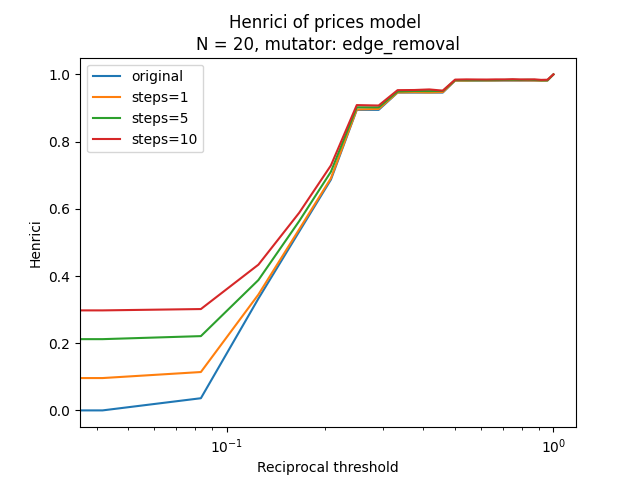 Henrici of prices model
N = 20, mutator: edge_removal
original
steps=1
steps=5
steps=10
1.0
0.8
0.6
0.4
0.2
0.0
Henrici
10⁻¹
10⁰
Reciprocal threshold